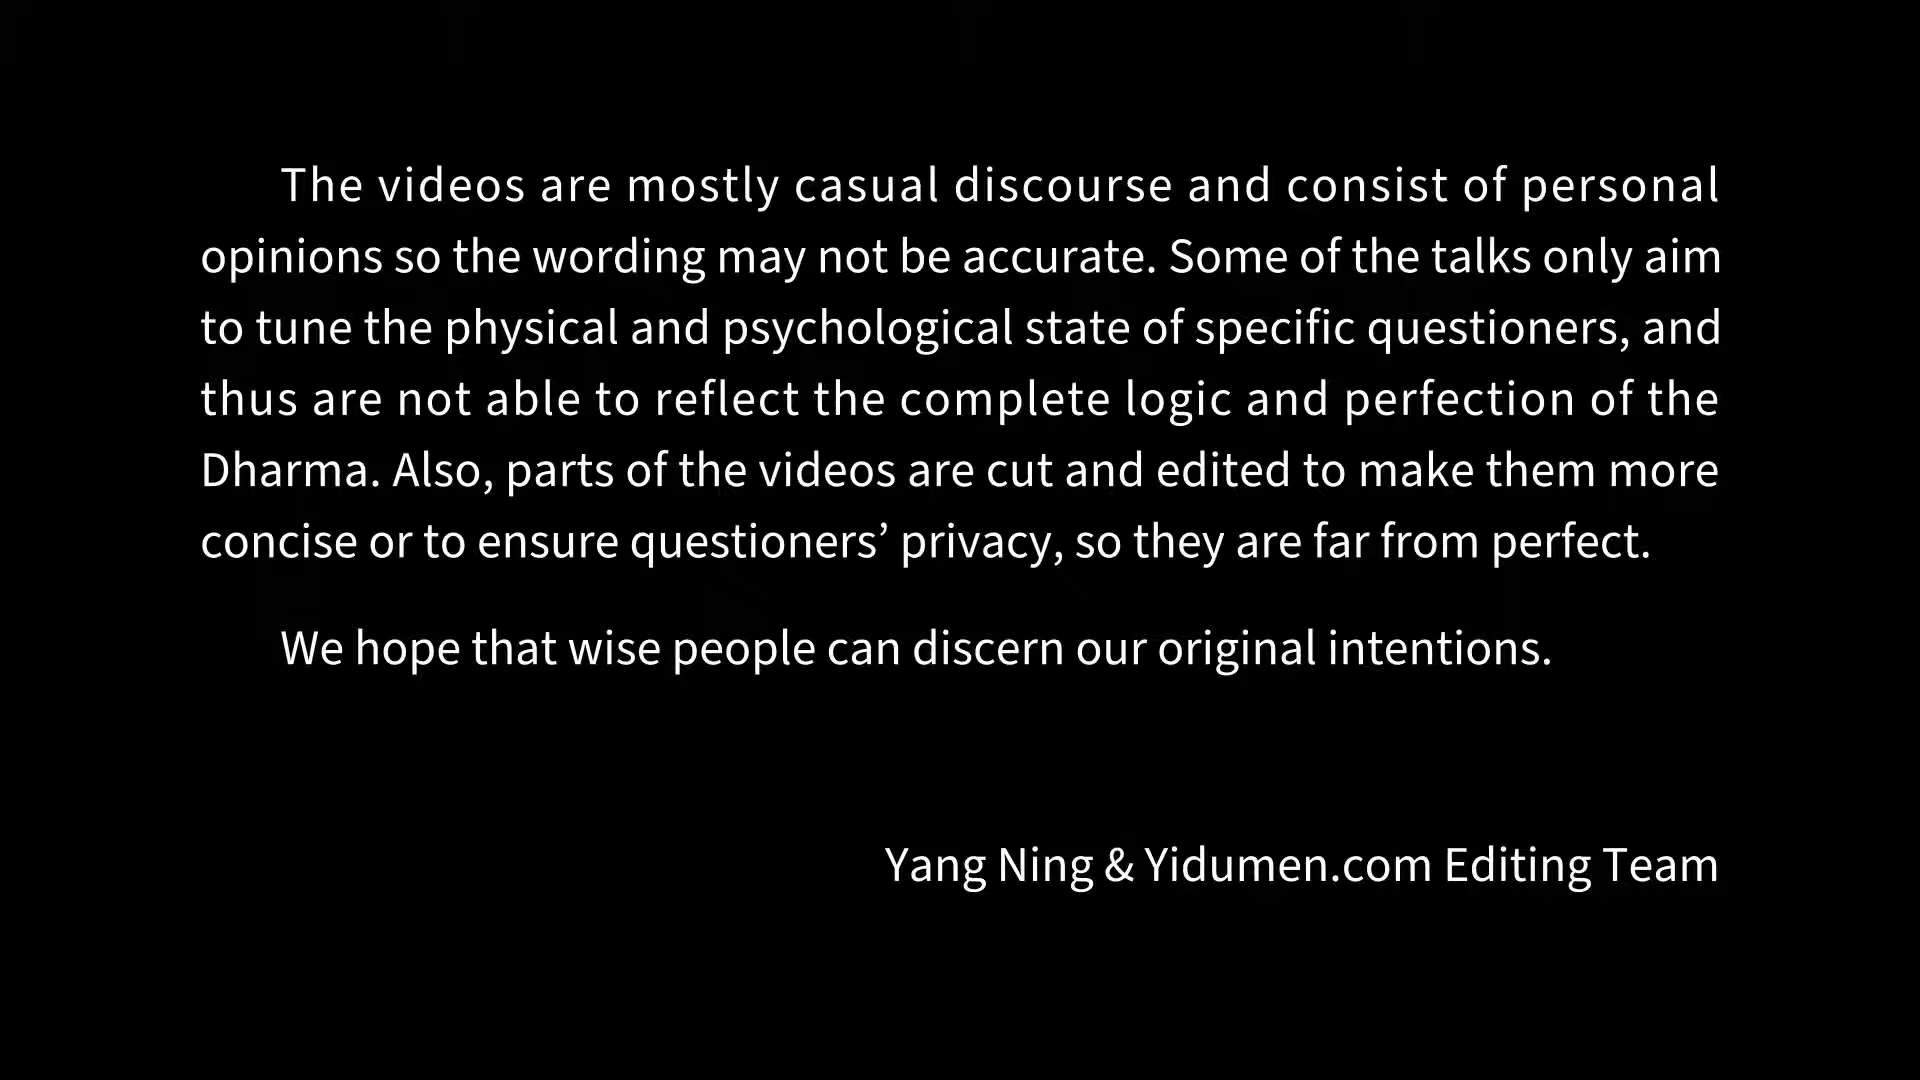 The videos are mostly casual discourse and consist of personal
opinions so the wording may not be accurate. Some of the talks only aim
to tune the physical and psychological state of specific questioners, and
thus are not able to reflect the complete logic and perfection of the
Dharma. Also, parts of the videos are cut and edited to make them more
concise or to ensure questioners’ privacy, so they are far from perfect.
We hope that wise people can discern our original intentions.
Yang Ning & Yidumen.com Editing Team